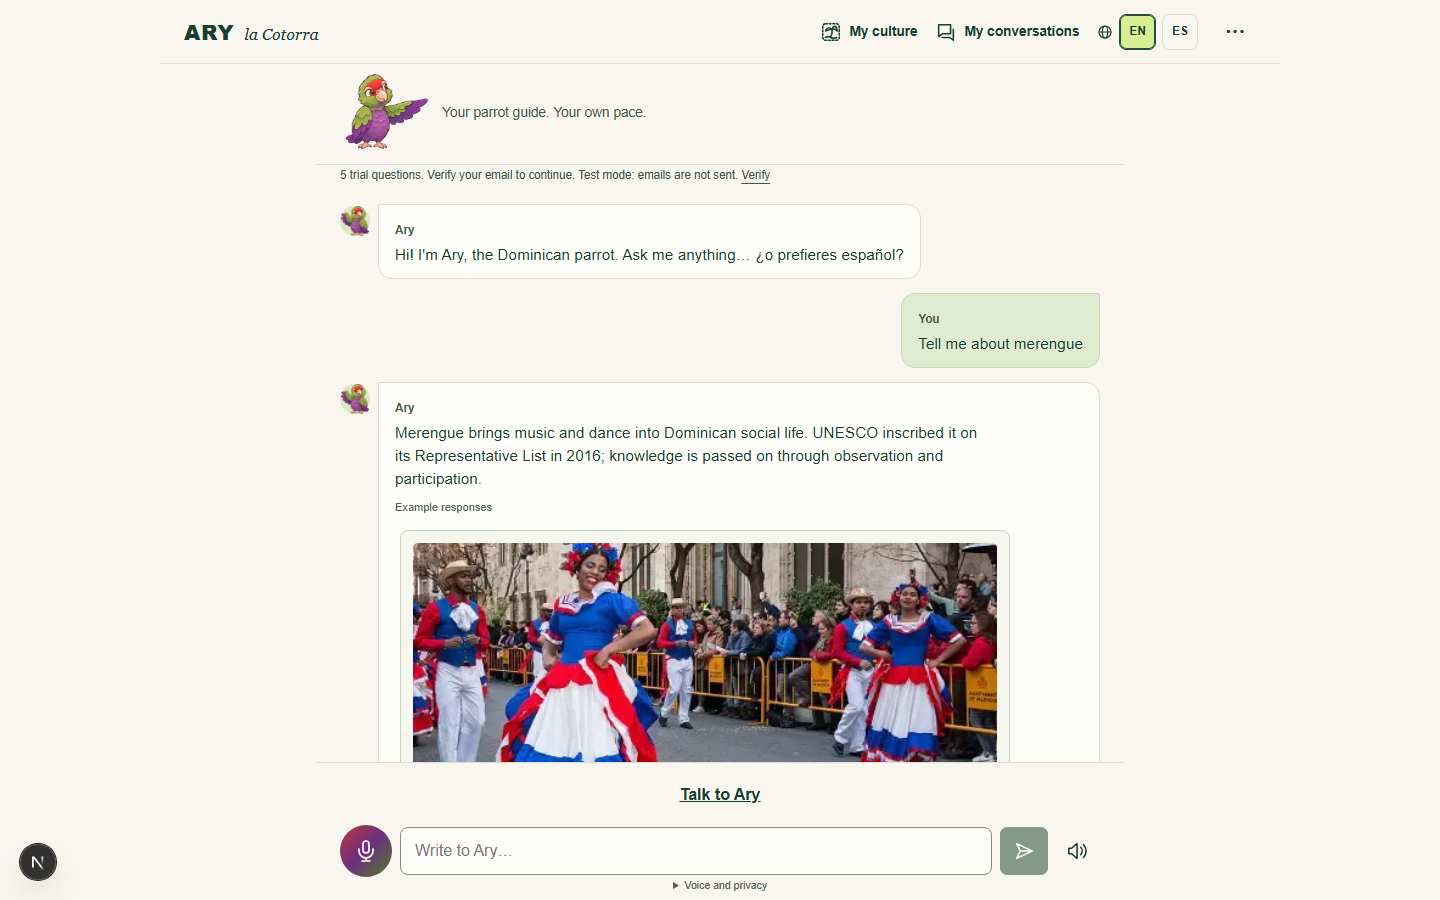 ARY la Cotorra
My culture
My conversations
EN
ES
Your parrot guide. Your own pace.
5 trial questions. Verify your email to continue. Test mode: emails are not sent. Verify
Ary
Hi! I'm Ary, the Dominican parrot. Ask me anything… ¿o prefieres español?
You
Tell me about merengue
Ary
Merengue brings music and dance into Dominican social life. UNESCO inscribed it on
its Representative List in 2016; knowledge is passed on through observation and
participation.
Example responses
Talk to Ary
Write to Ary…
N
Voice and privacy